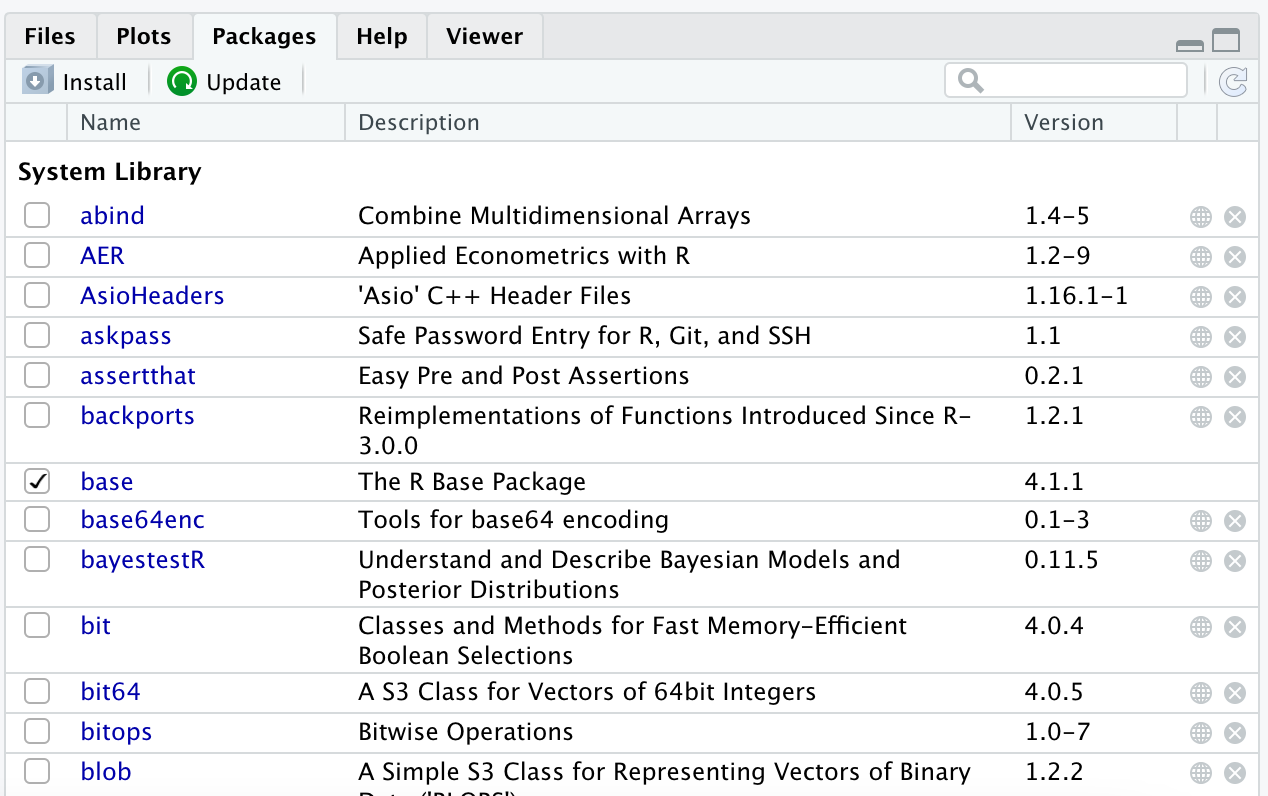 Files Plots Packages Help Viewer
Install Update
Name Description Version
System Library
abind Combine Multidimensional Arrays 1.4-5
AER Applied Econometrics with R 1.2-9
AsioHeaders 'Asio' C++ Header Files 1.16.1-1
askpass Safe Password Entry for R, Git, and SSH 1.1
assertthat Easy Pre and Post Assertions 0.2.1
backports Reimplementations of Functions Introduced Since R- 1.2.1
3.0.0
base The R Base Package 4.1.1
base64enc Tools for base64 encoding 0.1-3
bayestestR Understand and Describe Bayesian Models and 0.11.5
Posterior Distributions
bit Classes and Methods for Fast Memory-Efficient 4.0.4
Boolean Selections
bit64 A S3 Class for Vectors of 64bit Integers 4.0.5
bitops Bitwise Operations 1.0-7
blob A Simple S3 Class for Representing Vectors of Binary 1.2.2